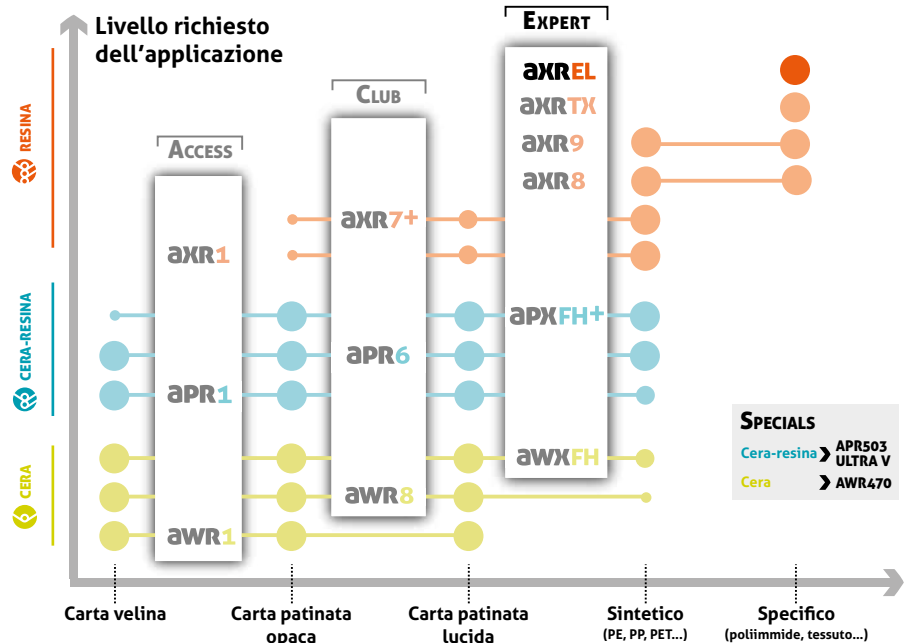 Livello richiesto
dell'applicazione
ACCESS
CLUB
EXPERT
RESINA
CERA-RESINA
CERA
aXREL
aXRTX
aXR9
aXR8
aXR7+
aXR1
aPXFH+
aPR6
aPR1
aWXFH
aWR8
aWR1
SPECIALS
Cera-resina APR503
ULTRA V
Cera AWR470
Carta velina
Carta patinata
opaca
Carta patinata
lucida
Sintetico
(PE, PP, PET...)
Specifico
(poliimmide, tessuto...)